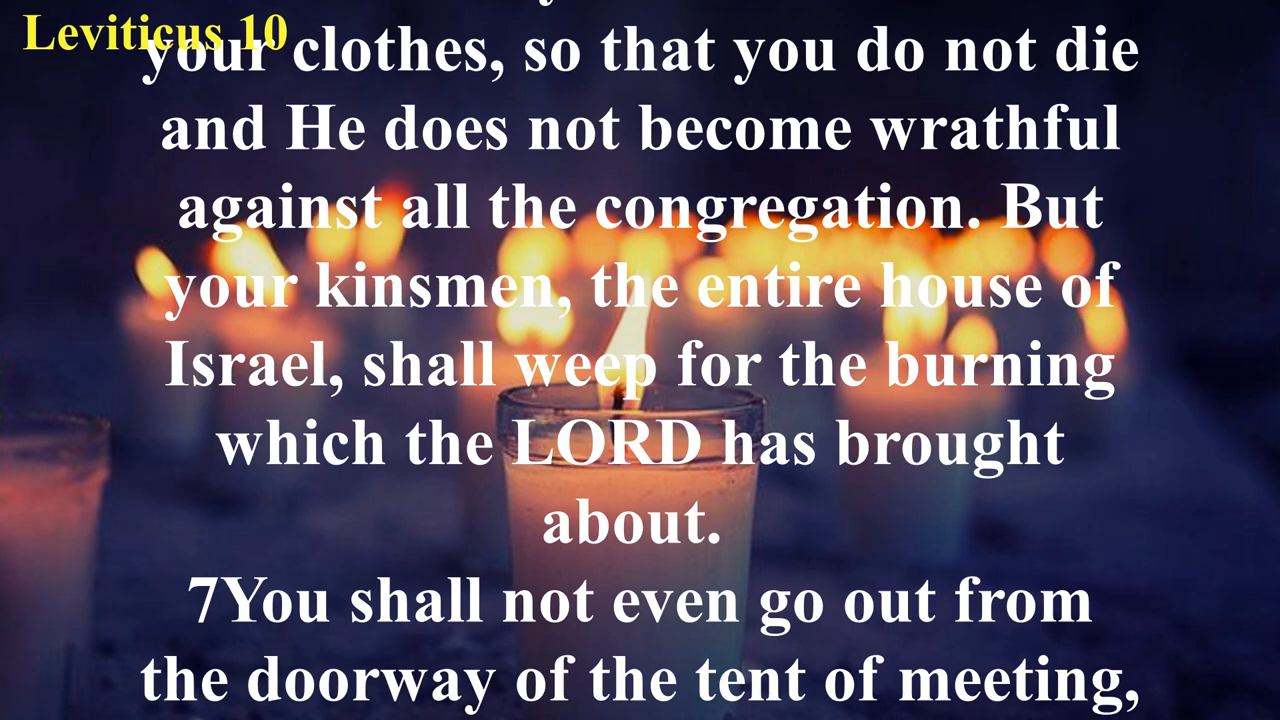 Leviticus 10
your clothes, so that you do not die
and He does not become wrathful
against all the congregation. But
your kinsmen, the entire house of
Israel, shall weep for the burning
which the LORD has brought
about.
7You shall not even go out from
the doorway of the tent of meeting,